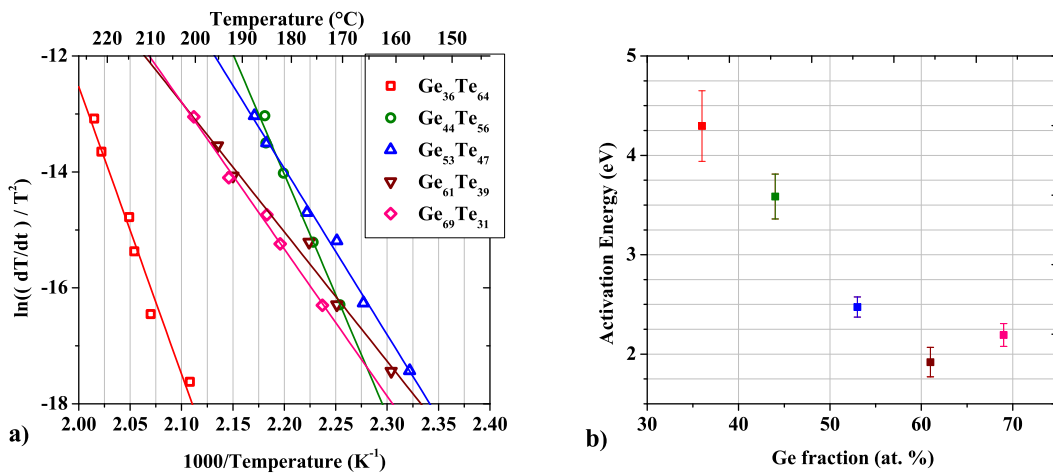 Temperature (°C)
220 210 200 190 180 170 160 150
-12
-14
-16
-18
ln(( dT/dt) / T²)
Ge₃₆Te₆₄
Ge₄₄Te₅₆
Ge₅₃Te₄₇
Ge₆₁Te₃₉
Ge₆₉Te₃₁
2.00 2.05 2.10 2.15 2.20 2.25 2.30 2.35 2.40
1000/Temperature (K⁻¹)
a)
Activation Energy (eV)
5
4
3
2
30 40 50 60 70
Ge fraction (at. %)
b)